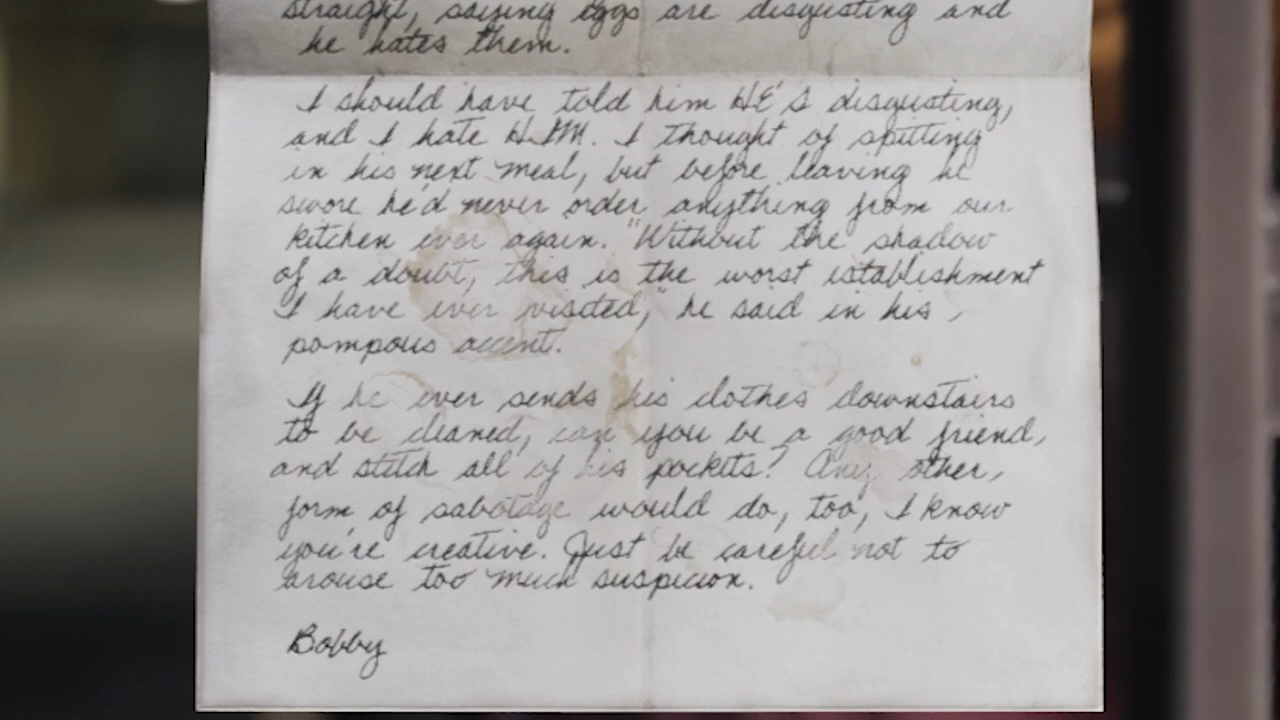 straight, saying eggs are disgusting and
he hates them.
I should have told him HE'S disgusting,
and I hate HIM. I thought of spitting
in his next meal, but before leaving he
swore he'd never order anything from our
kitchen ever again. "Without the shadow
of a doubt, this is the worst establishment
I have ever visited," he said in his
pompous accent.
If he ever sends his clothes downstairs
to be cleaned, can you be a good friend,
and stitch all of his pockets? Any other
form of sabotage would do, too, I know
you're creative. Just be careful not to
arouse too much suspicion.
Bobby